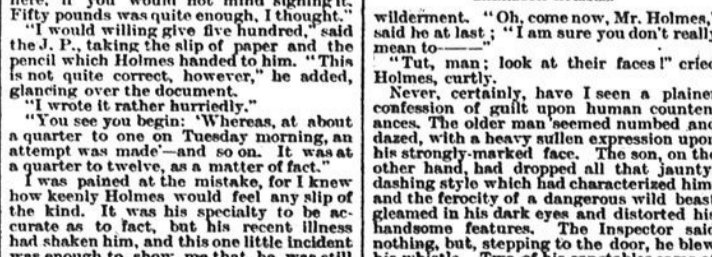 here, if you would not mind signing it.
Fifty pounds was quite enough, I thought."
"I would willing give five hundred," said
the J. P., taking the slip of paper and the
pencil which Holmes handed to him. "This
is not quite correct, however," he added,
glancing over the document.
"I wrote it rather hurriedly."
"You see you begin: 'Whereas, at about
a quarter to one on Tuesday morning, an
attempt was made'—and so on. It was at
a quarter to twelve, as a matter of fact."
I was pained at the mistake, for I knew
how keenly Holmes would feel any slip of
the kind. It was his specialty to be ac-
curate as to fact, but his recent illness
had shaken him, and this one little incident
was enough to show me that he was still
wilderment. "Oh, come now, Mr. Holmes,"
said he at last; "I am sure you don't really
mean to——"
"Tut, man; look at their faces!" cried
Holmes, curtly.
Never, certainly, have I seen a plainer
confession of guilt upon human counten-
ances. The older man seemed numbed and
dazed, with a heavy sullen expression upon
his strongly-marked face. The son, on the
other hand, had dropped all that jaunty,
dashing style which had characterized him,
and the ferocity of a dangerous wild beast
gleamed in his dark eyes and distorted his
handsome features. The Inspector said
nothing, but, stepping to the door, he blew
his whistle. Two of his constables came at